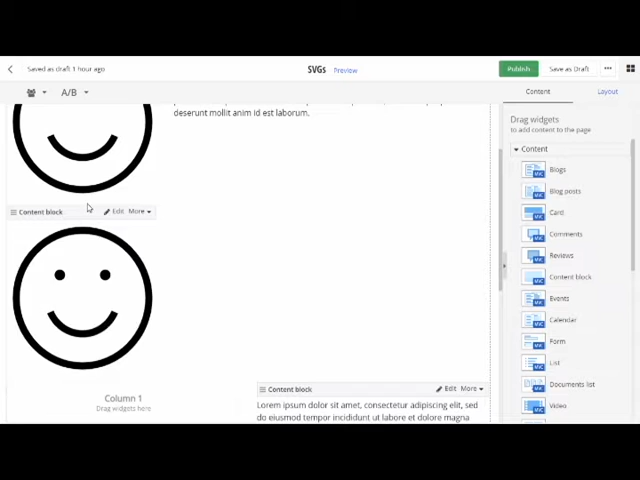 Saved as draft 1 hour ago
SVGs
Preview
Publish
Save as Draft
A/B
Content
Layout
deserunt mollit anim id est laborum.
Drag widgets
to add content to the page
Content
Blogs
Blog posts
Card
Comments
Reviews
Content block
Events
Calendar
Form
List
Documents list
Video
Content block
Edit More
Column 1
Drag widgets here
Content block
Edit More
Lorem ipsum dolor sit amet, consectetur adipiscing elit, sed
do eiusmod tempor incididunt ut labore et dolore magna